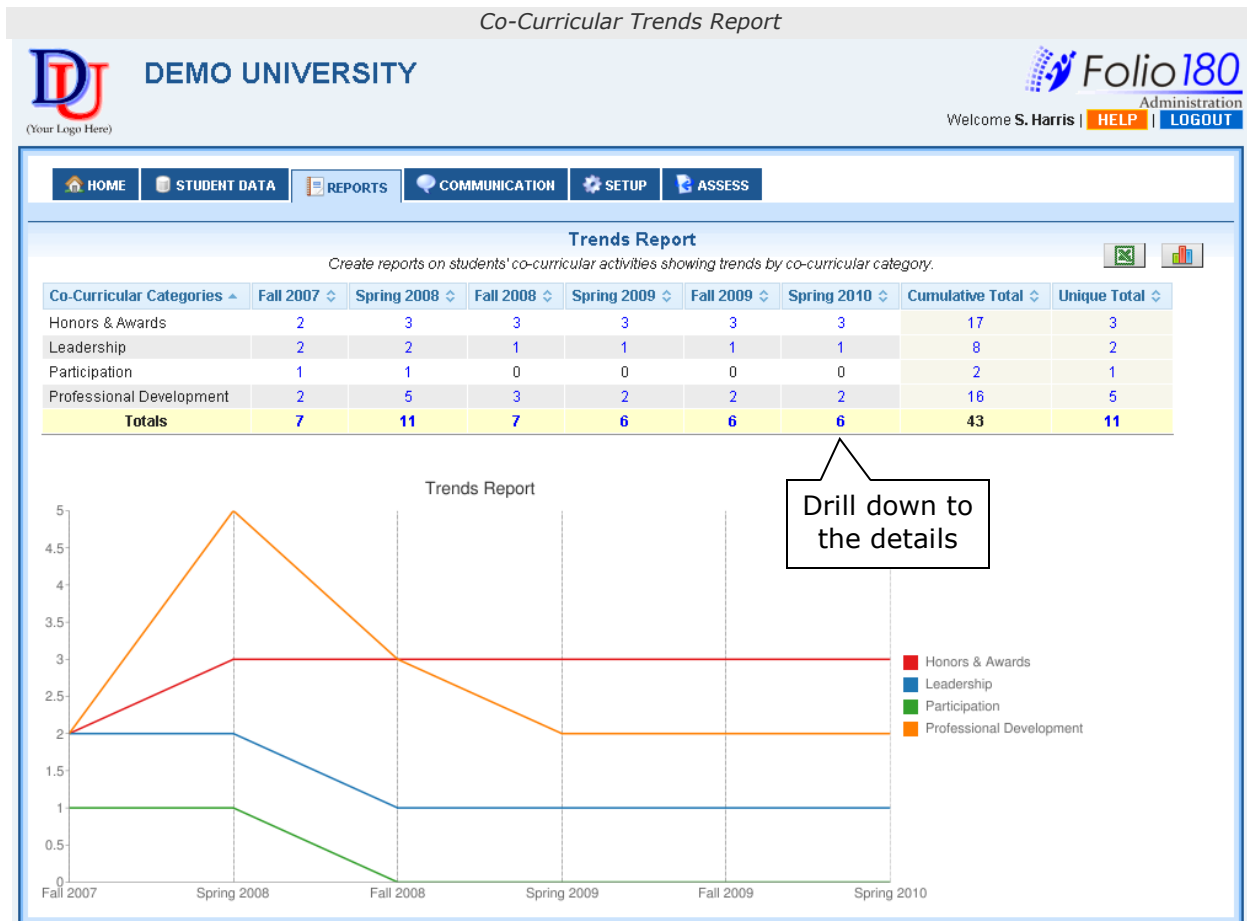 Co-Curricular Trends Report
DU
DEMO UNIVERSITY
Folio180
Administration
(Your Logo Here)
Welcome S. Harris | HELP | LOGOUT
HOME STUDENT DATA REPORTS COMMUNICATION SETUP ASSESS
Trends Report
Create reports on students' co-curricular activities showing trends by co-curricular category.
Co-Curricular Categories Fall 2007 Spring 2008 Fall 2008 Spring 2009 Fall 2009 Spring 2010 Cumulative Total Unique Total
Honors & Awards 2 3 3 3 3 3 17 3
Leadership 2 2 1 1 1 1 8 2
Participation 1 1 0 0 0 0 2 1
Professional Development 2 5 3 2 2 2 16 5
Totals 7 11 7 6 6 6 43 11
Drill down to
the details
Trends Report
5
4.5
4
3.5
3
2.5
2
1.5
1
0.5
0
Fall 2007 Spring 2008 Fall 2008 Spring 2009 Fall 2009 Spring 2010
Honors & Awards
Leadership
Participation
Professional Development